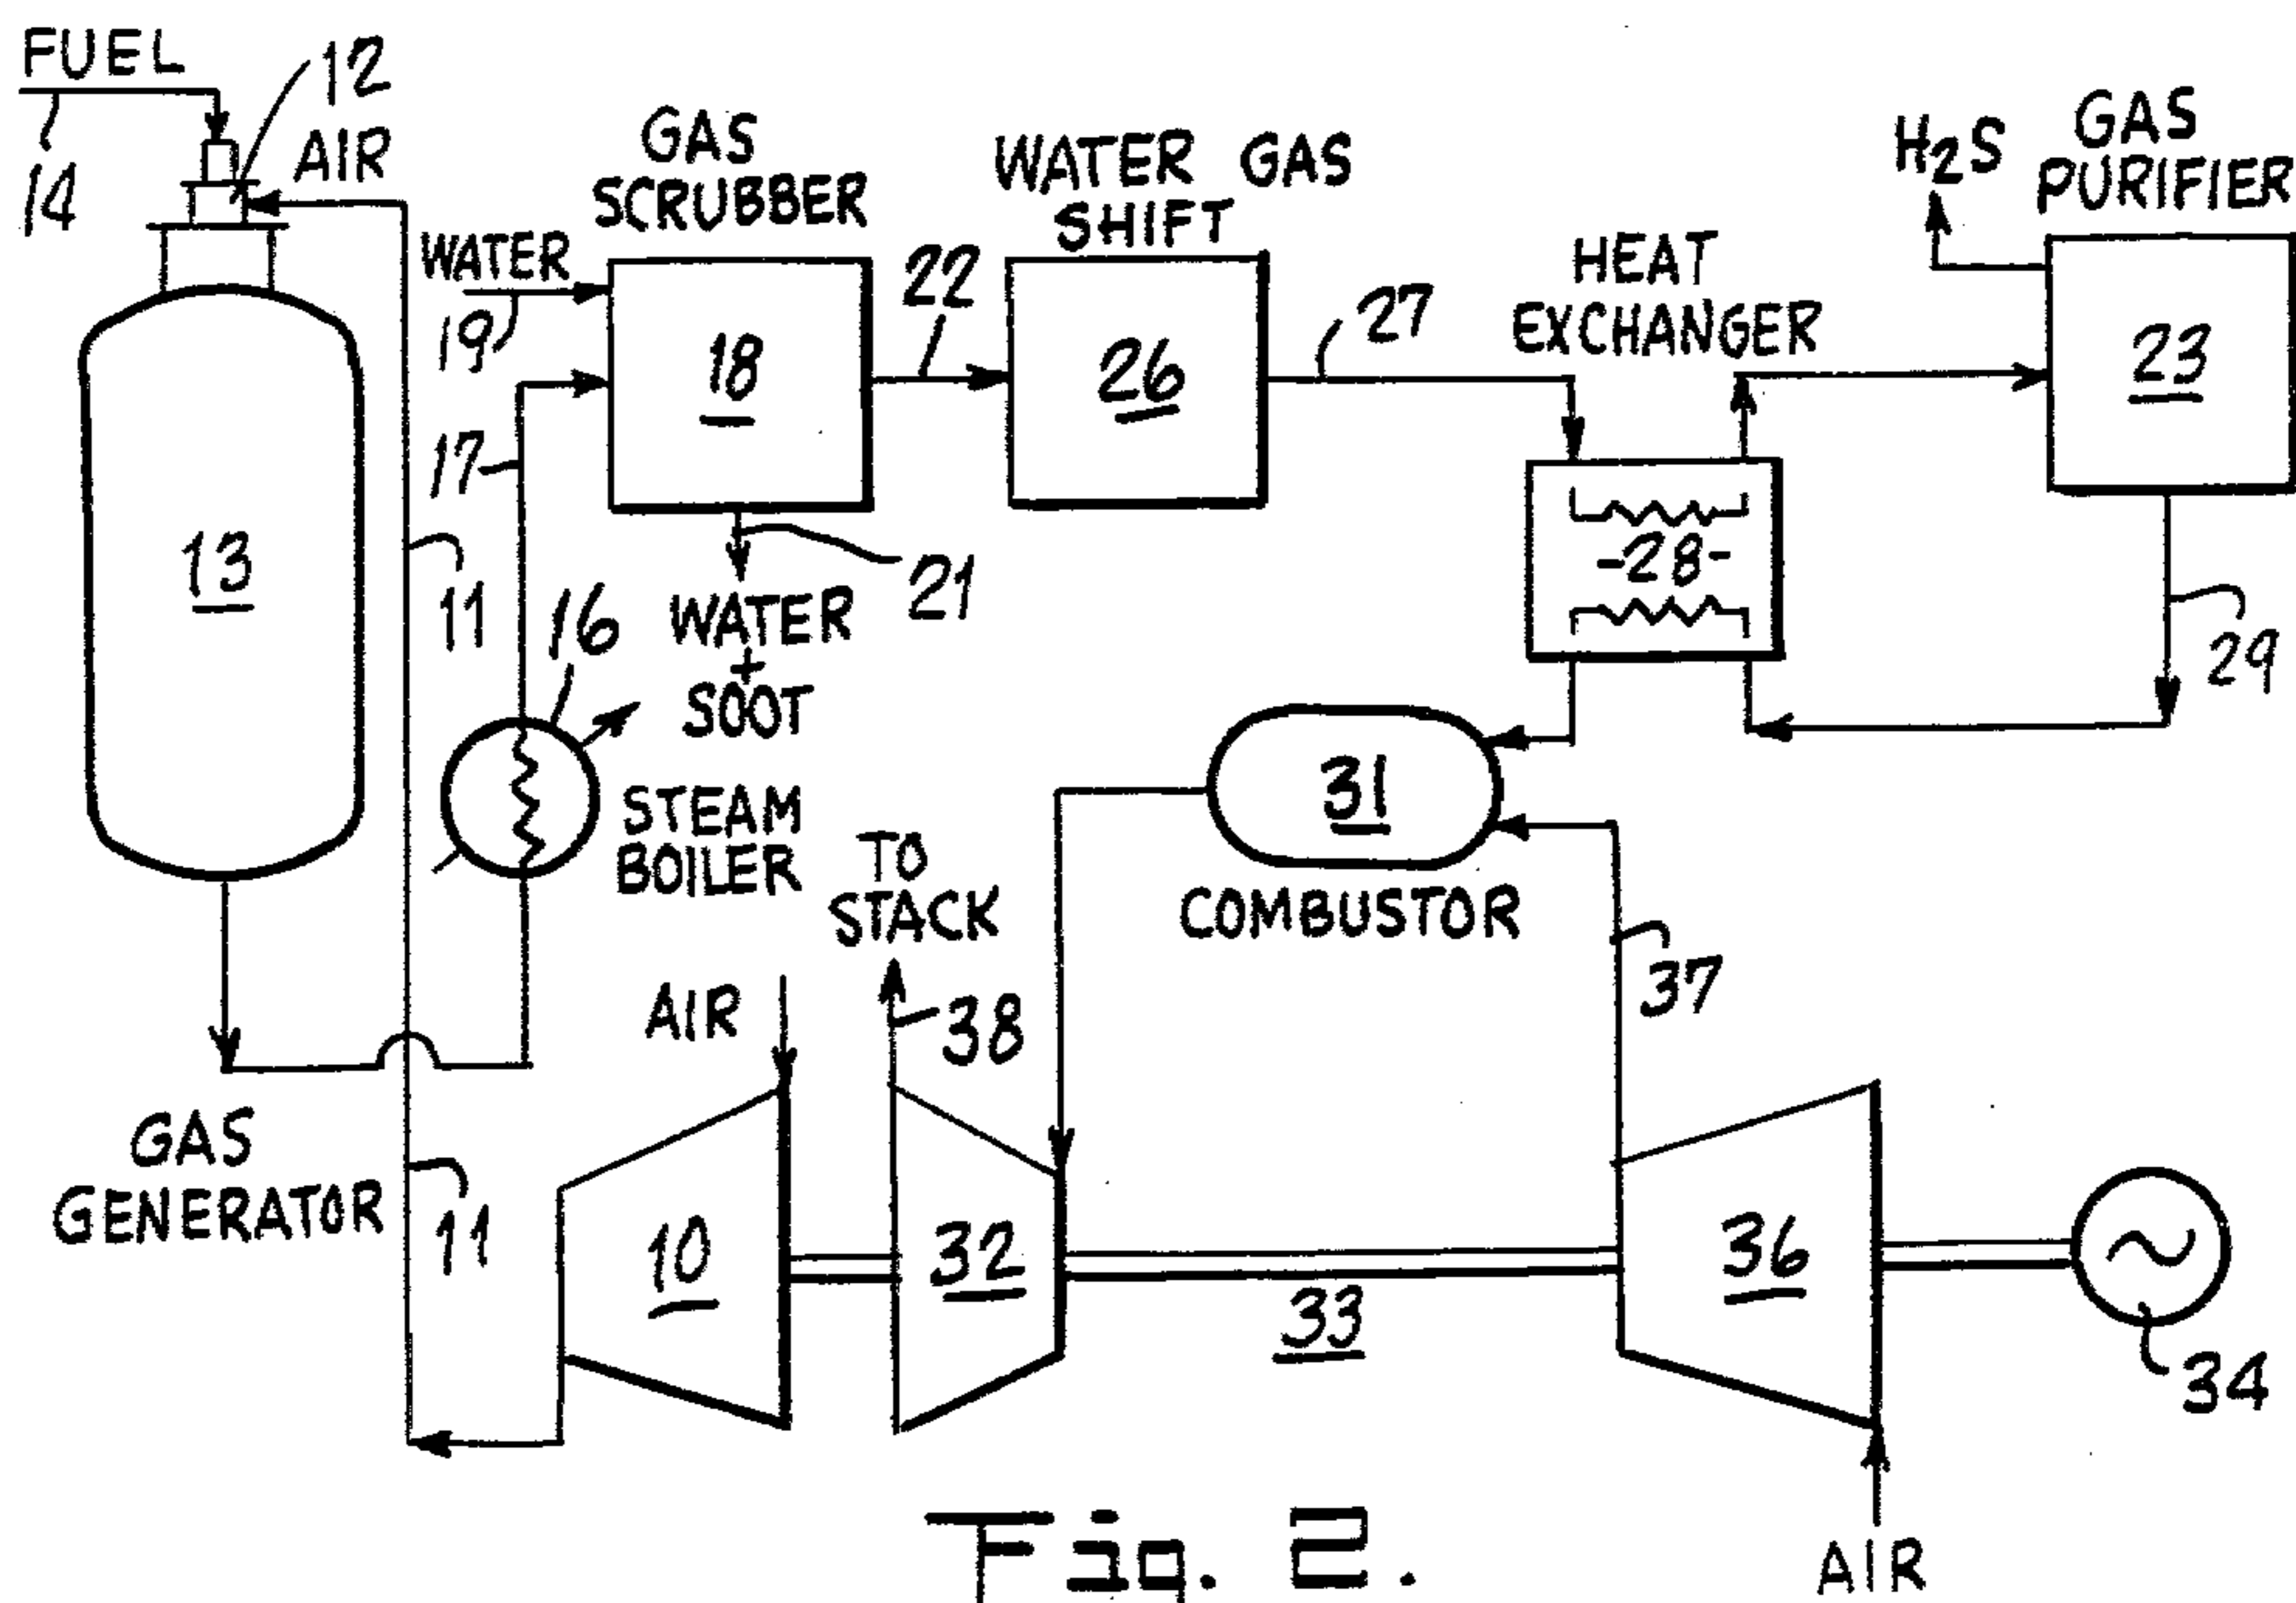 FUEL
12
AIR
14
GAS
SCRUBBER
WATER GAS
SHIFT
H2S
GAS
PURIFIER
WATER
19
18
22
26
27
HEAT
EXCHANGER
23
17
13
11
21
-28-
29
16
WATER
+
SOOT
STEAM
BOILER
31
COMBUSTOR
TO
STACK
37
AIR
38
GAS
GENERATOR
11
10
32
33
36
34
AIR
Fig. 2.